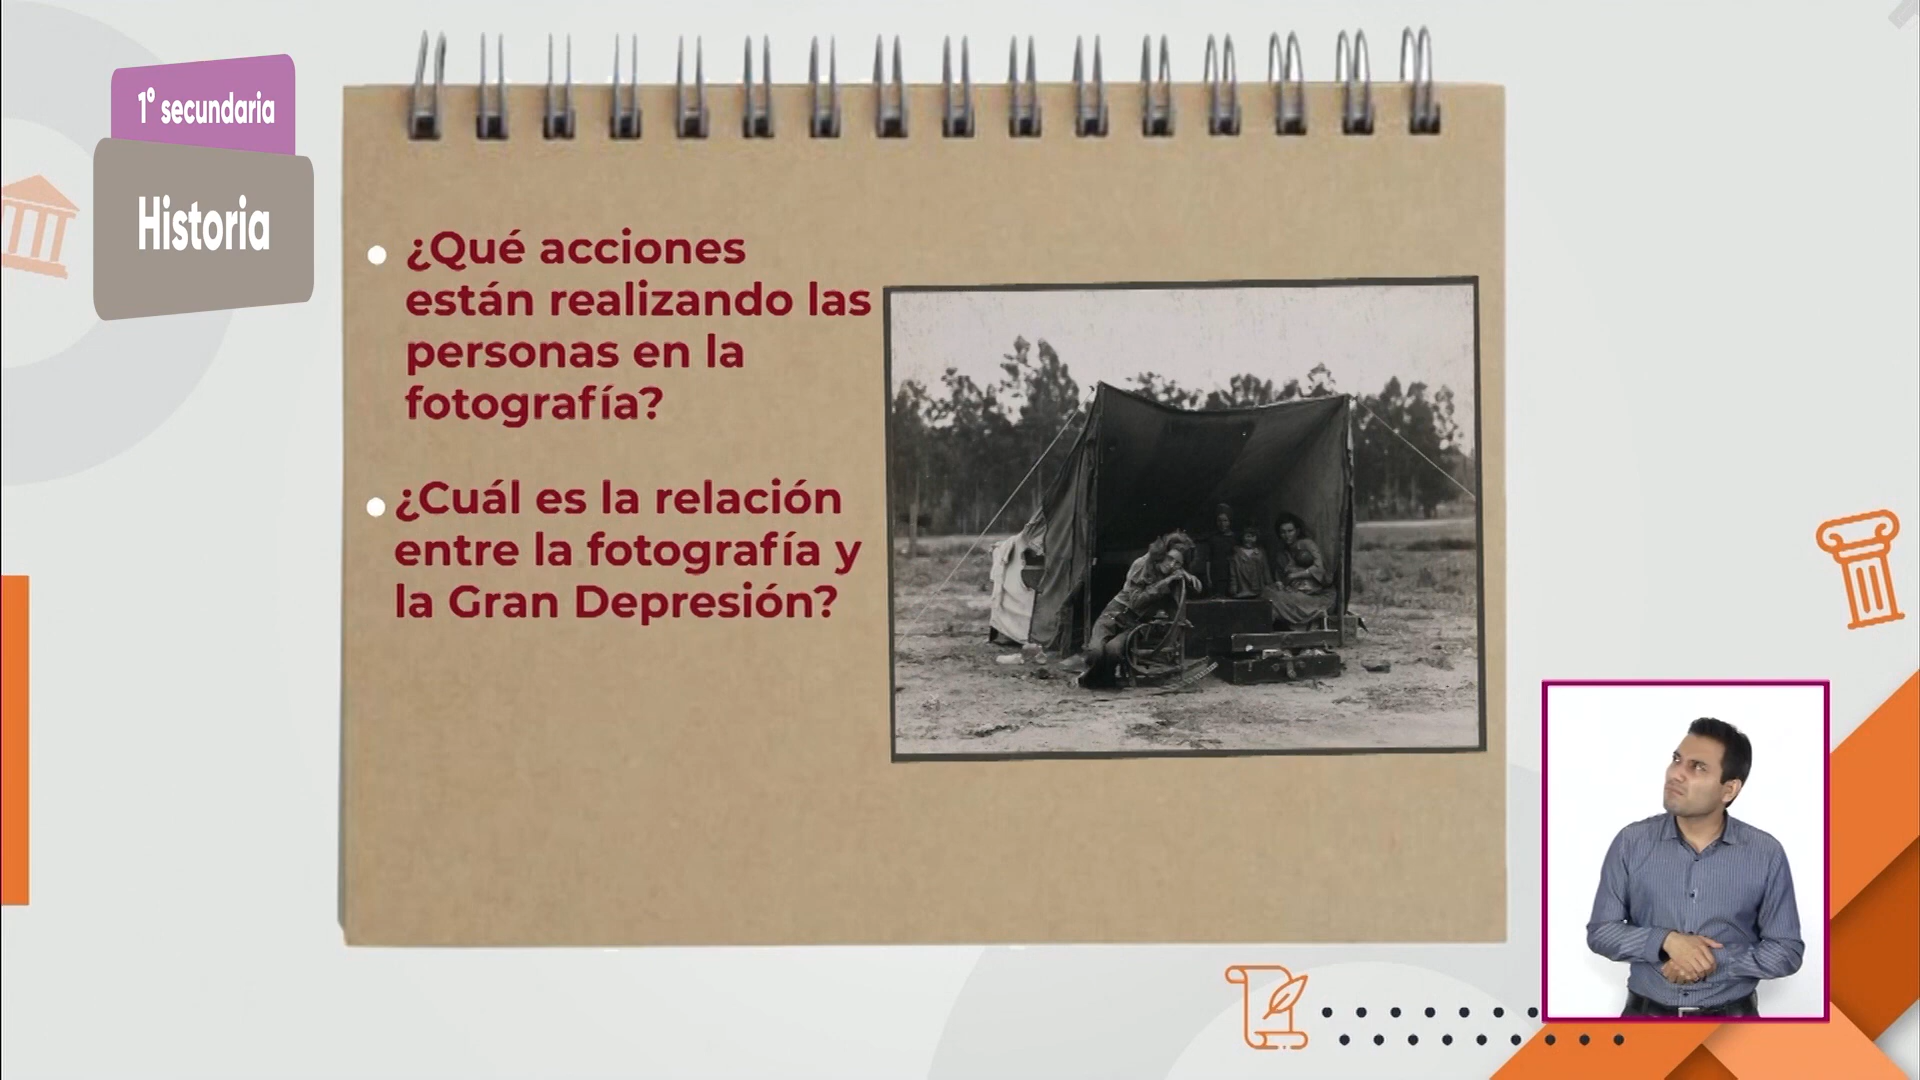 1° secundaria
Historia
¿Qué acciones
están realizando las
personas en la
fotografía?
¿Cuál es la relación
entre la fotografía y
la Gran Depresión?